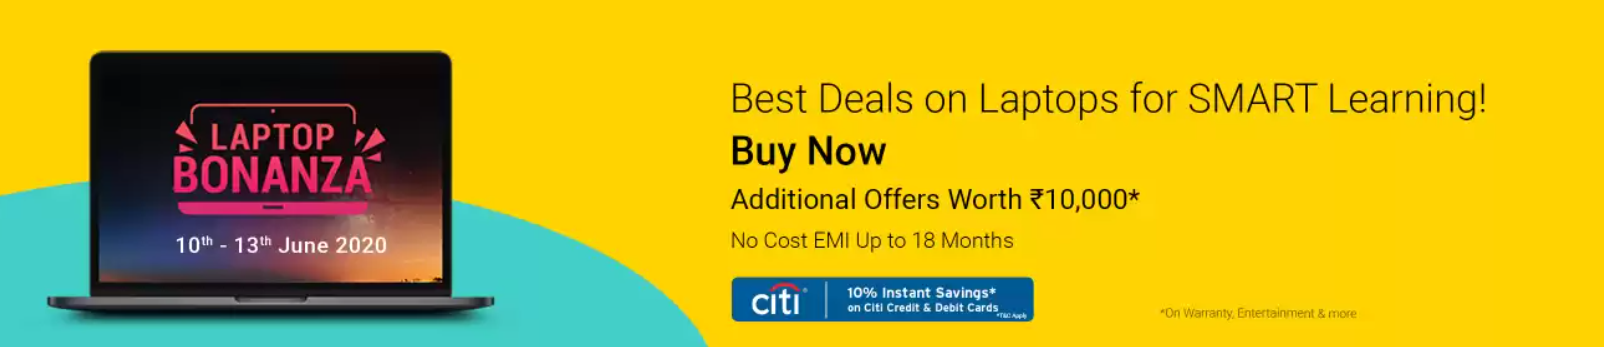 LAPTOP
BONANZA
10th - 13th June 2020
Best Deals on Laptops for SMART Learning!
Buy Now
Additional Offers Worth ₹10,000*
No Cost EMI Up to 18 Months
citi
10% Instant Savings*
on Citi Credit & Debit Cards
*T&C Apply
*On Warranty, Entertainment & more